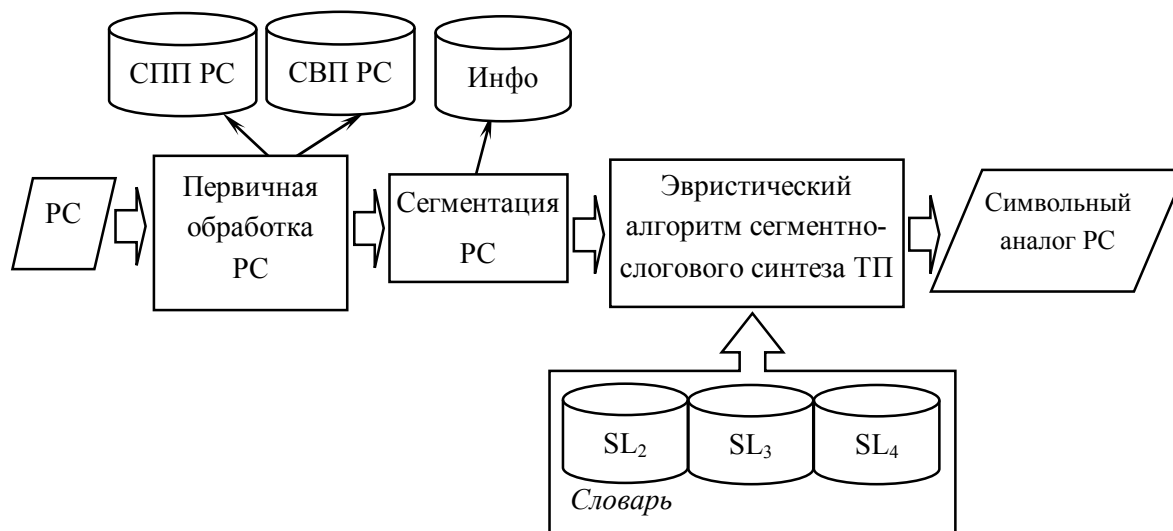 СПП РС
СВП РС
Инфо
РС
Первичная
обработка
РС
Сегментация
РС
Эвристический
алгоритм сегментно-
слогового синтеза ТП
Символьный
аналог РС
SL₂
SL₃
SL₄
Словарь